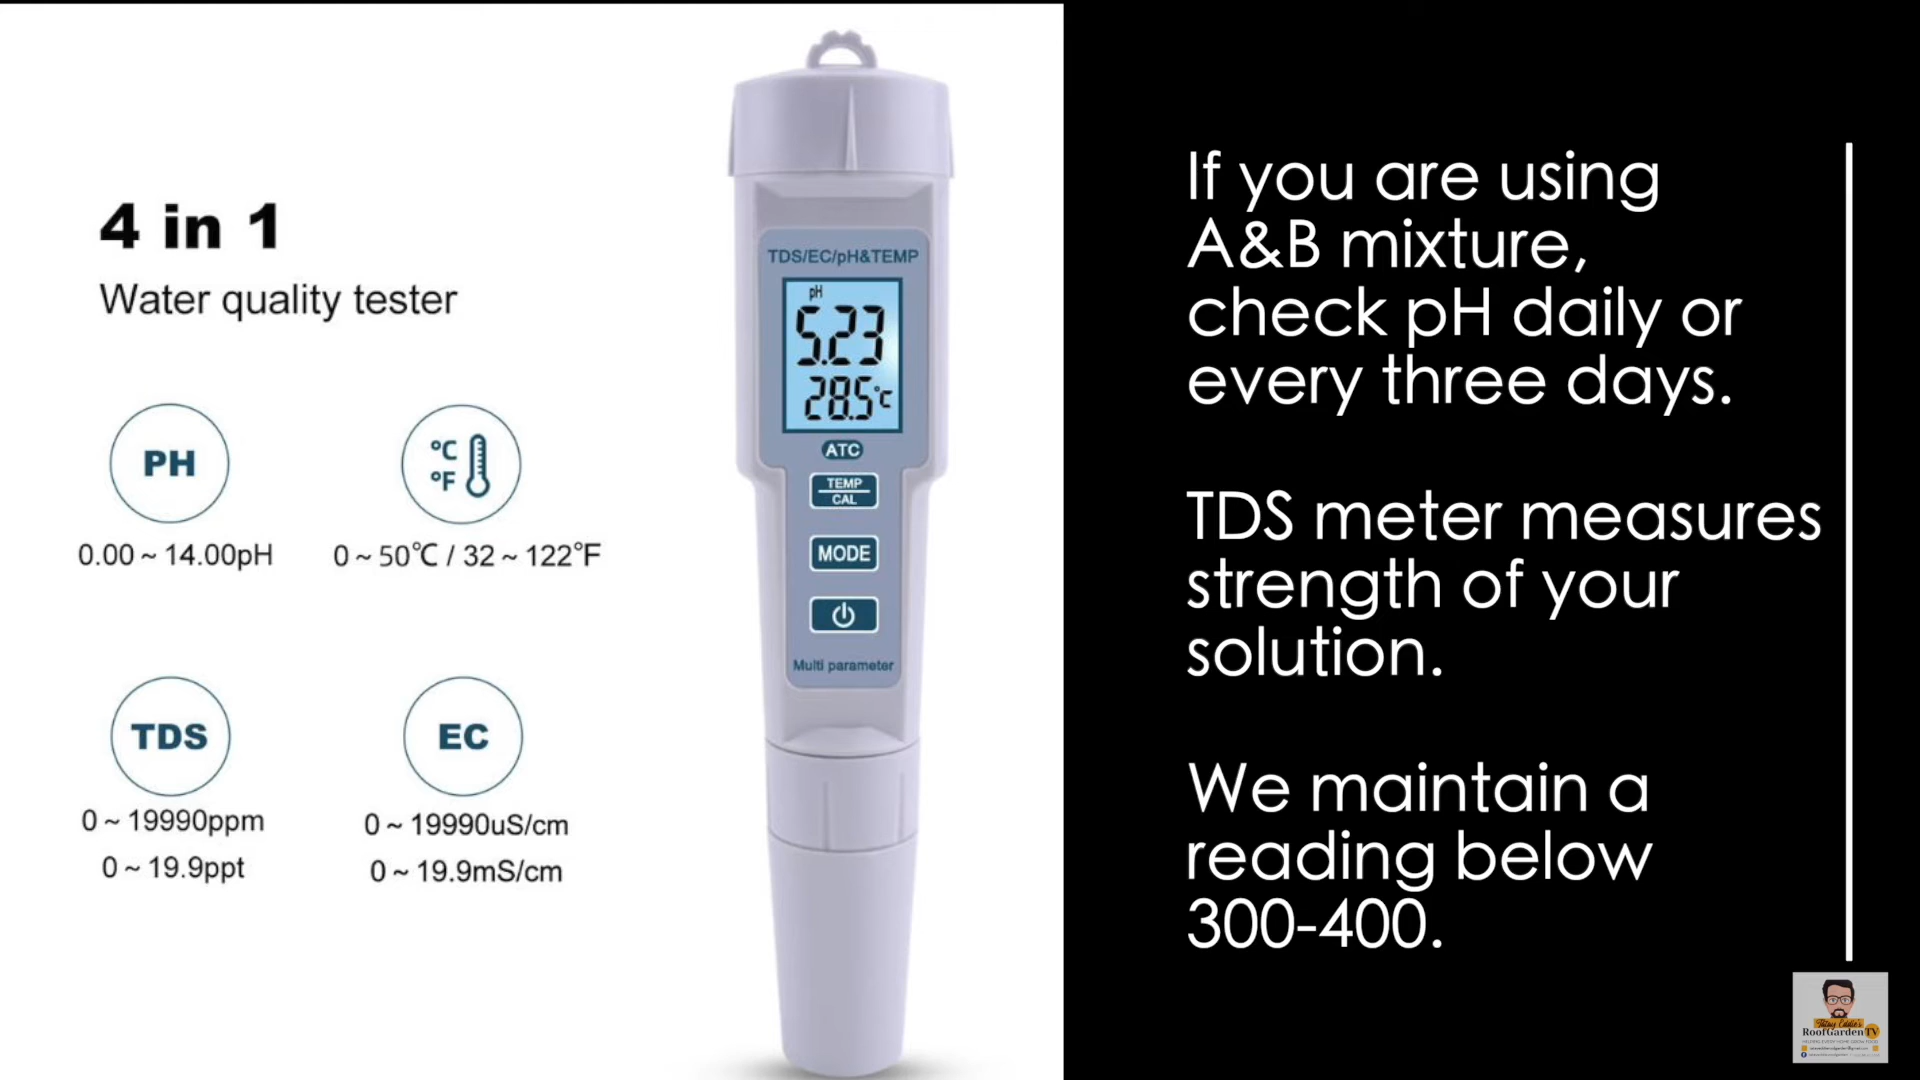 4 in 1
Water quality tester
PH
°C
°F
0.00 ~ 14.00pH
0 ~ 50℃ / 32 ~ 122°F
TDS
EC
0 ~ 19990ppm
0 ~ 19.9ppt
0 ~ 19990uS/cm
0 ~ 19.9mS/cm
TDS/EC/pH&TEMP
pH
5.23
28.5°C
ATC
TEMP
CAL
MODE
Multi parameter
If you are using
A&B mixture,
check pH daily or
every three days.
TDS meter measures
strength of your
solution.
We maintain a
reading below
300-400.
RoofGarden TV